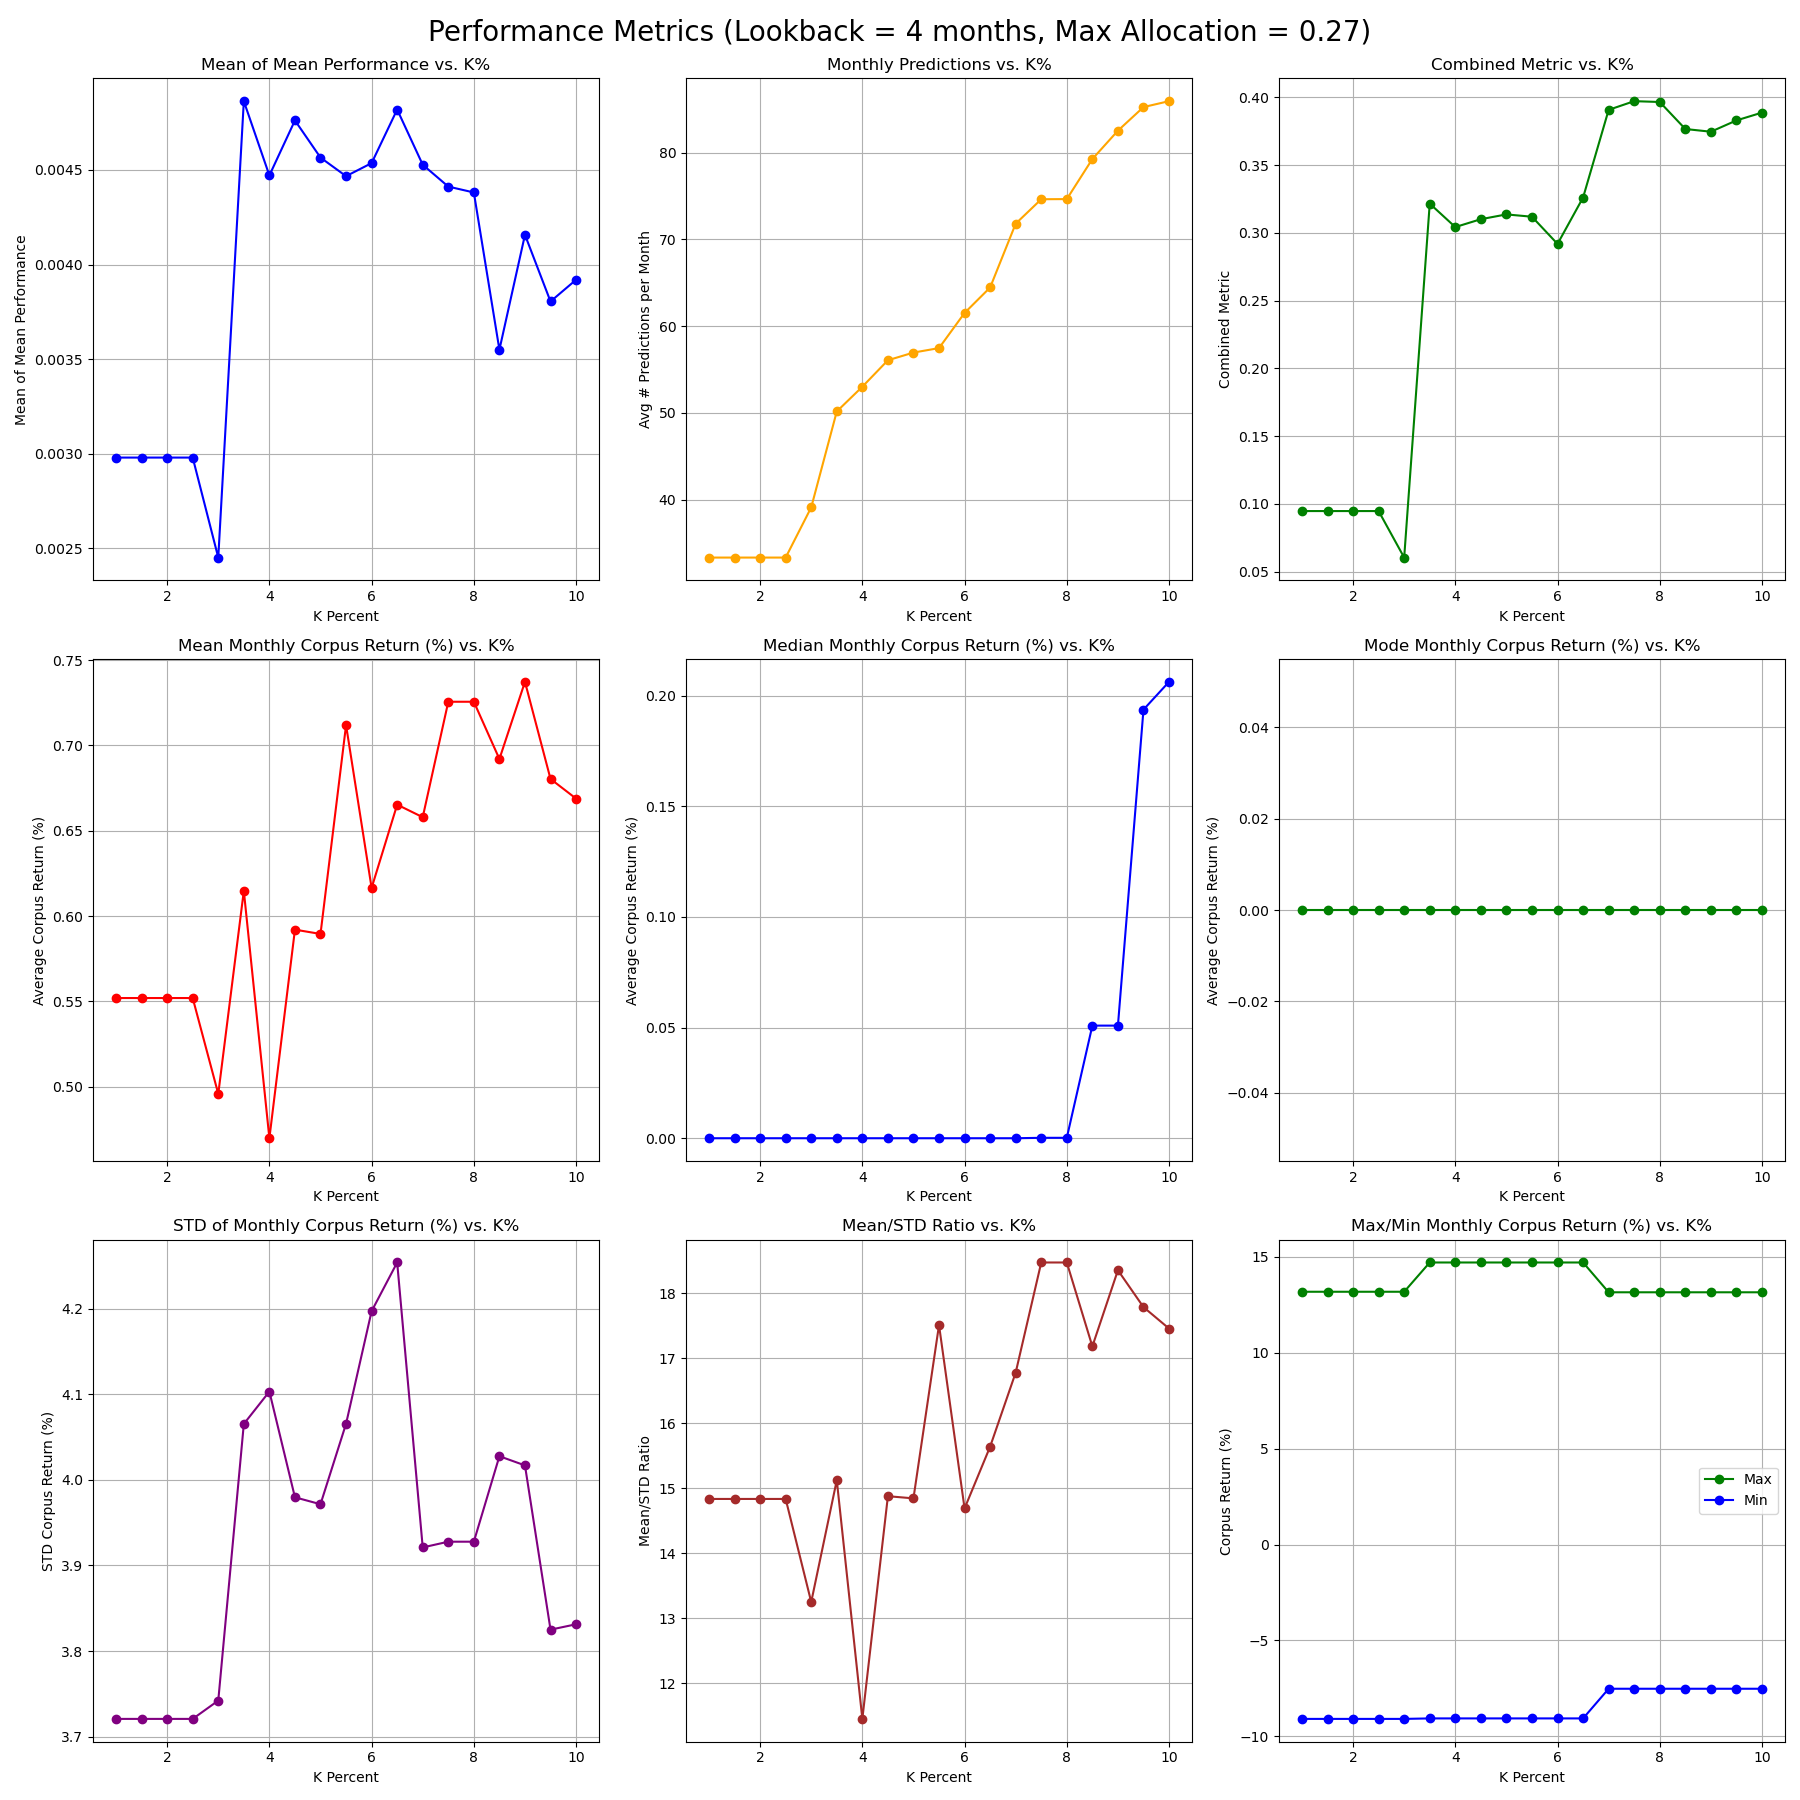 Performance Metrics (Lookback = 4 months, Max Allocation = 0.27)
Mean of Mean Performance vs. K%
Mean of Mean Performance
0.0045
0.0040
0.0035
0.0030
0.0025
2 4 6 8 10
K Percent
Monthly Predictions vs. K%
Avg # Predictions per Month
80
70
60
50
40
2 4 6 8 10
K Percent
Combined Metric vs. K%
Combined Metric
0.40
0.35
0.30
0.25
0.20
0.15
0.10
0.05
2 4 6 8 10
K Percent
Mean Monthly Corpus Return (%) vs. K%
Average Corpus Return (%)
0.75
0.70
0.65
0.60
0.55
0.50
2 4 6 8 10
K Percent
Median Monthly Corpus Return (%) vs. K%
Average Corpus Return (%)
0.20
0.15
0.10
0.05
0.00
2 4 6 8 10
K Percent
Mode Monthly Corpus Return (%) vs. K%
Average Corpus Return (%)
0.04
0.02
0.00
−0.02
−0.04
2 4 6 8 10
K Percent
STD of Monthly Corpus Return (%) vs. K%
STD Corpus Return (%)
4.2
4.1
4.0
3.9
3.8
3.7
2 4 6 8 10
K Percent
Mean/STD Ratio vs. K%
Mean/STD Ratio
18
17
16
15
14
13
12
2 4 6 8 10
K Percent
Max/Min Monthly Corpus Return (%) vs. K%
Corpus Return (%)
15
10
5
0
−5
−10
Max
Min
2 4 6 8 10
K Percent